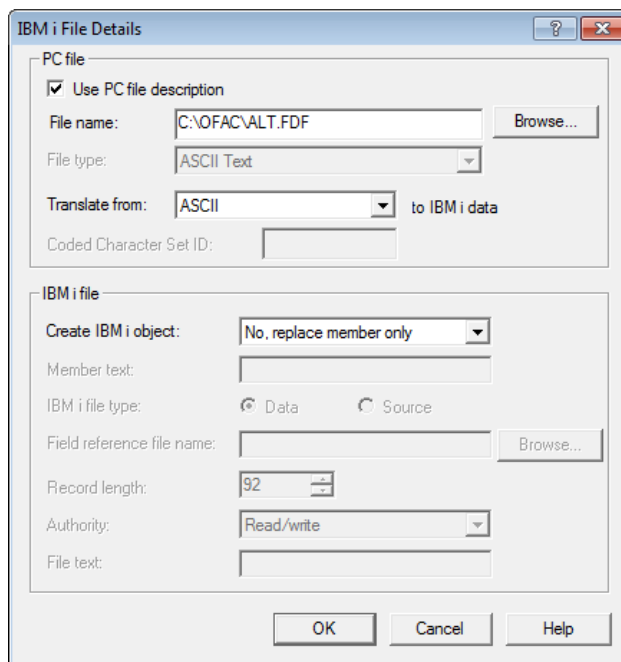 IBM i File Details
PC file
Use PC file description
File name: C:\OFAC\ALT.FDF Browse...
File type: ASCII Text
Translate from: ASCII to IBM i data
Coded Character Set ID:
IBM i file
Create IBM i object: No, replace member only
Member text:
IBM i file type: Data Source
Field reference file name: Browse...
Record length: 92
Authority: Read/write
File text:
OK Cancel Help